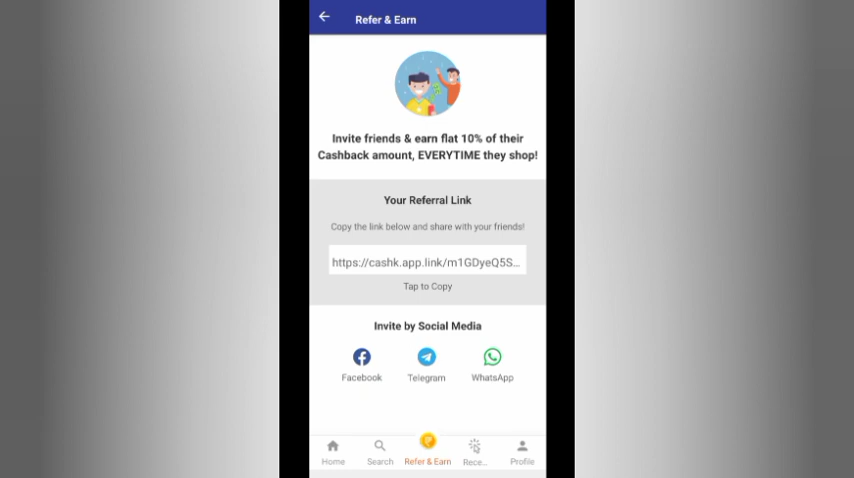 Refer & Earn
Invite friends & earn flat 10% of their
Cashback amount, EVERYTIME they shop!
Your Referral Link
Copy the link below and share with your friends!
https://cashk.app.link/m1GDyeQ5S...
Tap to Copy
Invite by Social Media
Facebook Telegram WhatsApp
Home Search Refer & Earn Rece... Profile